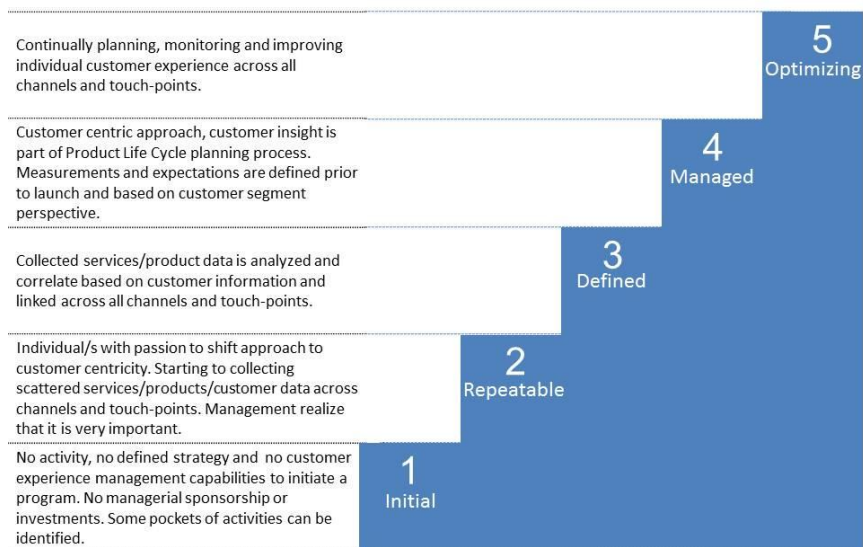 Continually planning, monitoring and improving
individual customer experience across all
channels and touch-points.
5
Optimizing
Customer centric approach, customer insight is
part of Product Life Cycle planning process.
Measurements and expectations are defined prior
to launch and based on customer segment
perspective.
4
Managed
Collected services/product data is analyzed and
correlate based on customer information and
linked across all channels and touch-points.
3
Defined
Individual/s with passion to shift approach to
customer centricity. Starting to collecting
scattered services/products/customer data across
channels and touch-points. Management realize
that it is very important.
2
Repeatable
No activity, no defined strategy and no customer
experience management capabilities to initiate a
program. No managerial sponsorship or
investments. Some pockets of activities can be
identified.
1
Initial